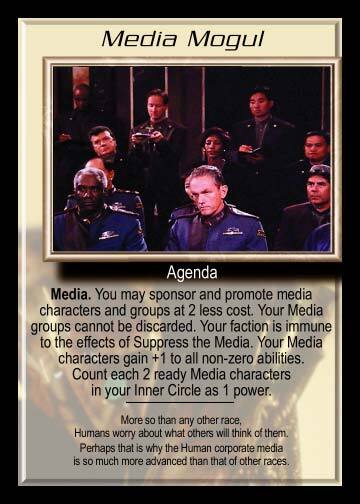 Media Mogul
Agenda
Media. You may sponsor and promote media
characters and groups at 2 less cost. Your Media
groups cannot be discarded. Your faction is immune
to the effects of Suppress the Media. Your Media
characters gain +1 to all non-zero abilities.
Count each 2 ready Media characters
in your Inner Circle as 1 power.
More so than any other race,
Humans worry about what others will think of them.
Perhaps that is why the Human corporate media
is so much more advanced than that of other races.